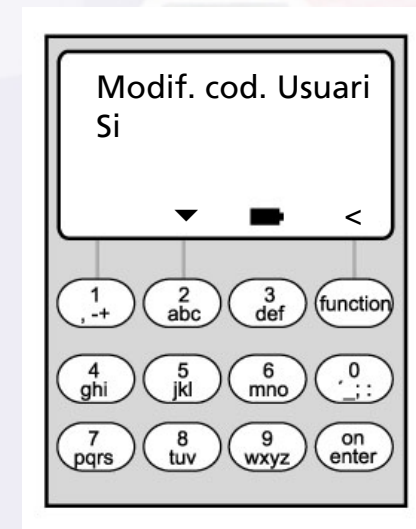 Modif. cod. Usuari
Si
<
1
, -+
2
abc
3
def
function
4
ghi
5
jkl
6
mno
0
´_; :
7
pqrs
8
tuv
9
wxyz
on
enter